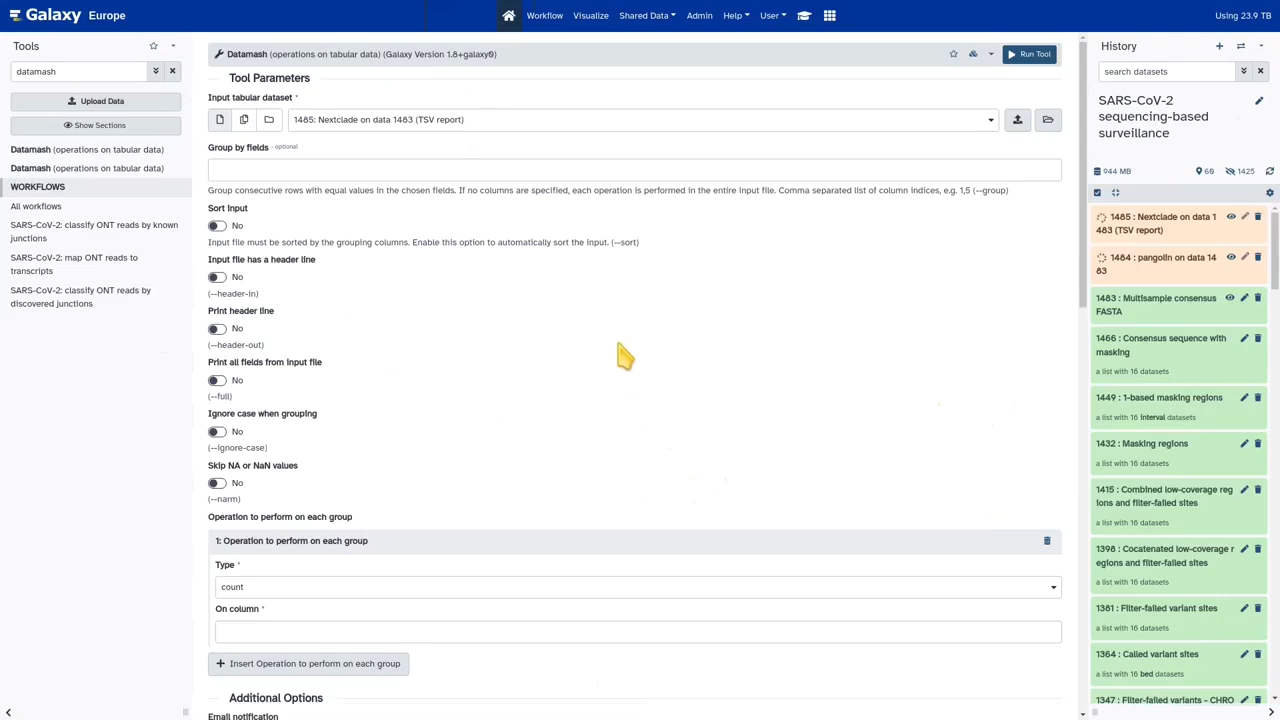 Galaxy Europe
Workflow
Visualize
Shared Data
Admin
Help
User
Using 23.9 TB
Tools
datamash
Upload Data
Show Sections
Datamash (operations on tabular data)
Datamash (operations on tabular data)
WORKFLOWS
All workflows
SARS-CoV-2: classify ONT reads by known
junctions
SARS-CoV-2: map ONT reads to
transcripts
SARS-CoV-2: classify ONT reads by
discovered junctions
Datamash (operations on tabular data) (Galaxy Version 1.8+galaxy0)
Run Tool
Tool Parameters
Input tabular dataset *
1485: Nextclade on data 1483 (TSV report)
Group by fields - optional
Group consecutive rows with equal values in the chosen fields. If no columns are specified, each operation is performed in the entire input file. Comma separated list of column indices, e.g. 1,5 (--group)
Sort input
No
Input file must be sorted by the grouping columns. Enable this option to automatically sort the input. (--sort)
Input file has a header line
No
(--header-in)
Print header line
No
(--header-out)
Print all fields from input file
No
(--full)
Ignore case when grouping
No
(--ignore-case)
Skip NA or NaN values
No
(--narm)
Operation to perform on each group
1: Operation to perform on each group
Type *
count
On column *
Insert Operation to perform on each group
Additional Options
Email notification
History
search datasets
SARS-CoV-2
sequencing-based
surveillance
944 MB
60
1425
1485 : Nextclade on data 1
483 (TSV report)
1484 : pangolin on data 14
83
1483 : Multisample consensus
FASTA
1466 : Consensus sequence with
masking
a list with 16 datasets
1449 : 1-based masking regions
a list with 16 interval datasets
1432 : Masking regions
a list with 16 datasets
1415 : Combined low-coverage reg
ions and filter-failed sites
a list with 16 datasets
1398 : Cocatenated low-coverage r
egions and filter-failed sites
a list with 16 datasets
1381 : Filter-failed variant sites
a list with 16 datasets
1364 : Called variant sites
a list with 16 bed datasets
1347 : Filter-failed variants - CHRO